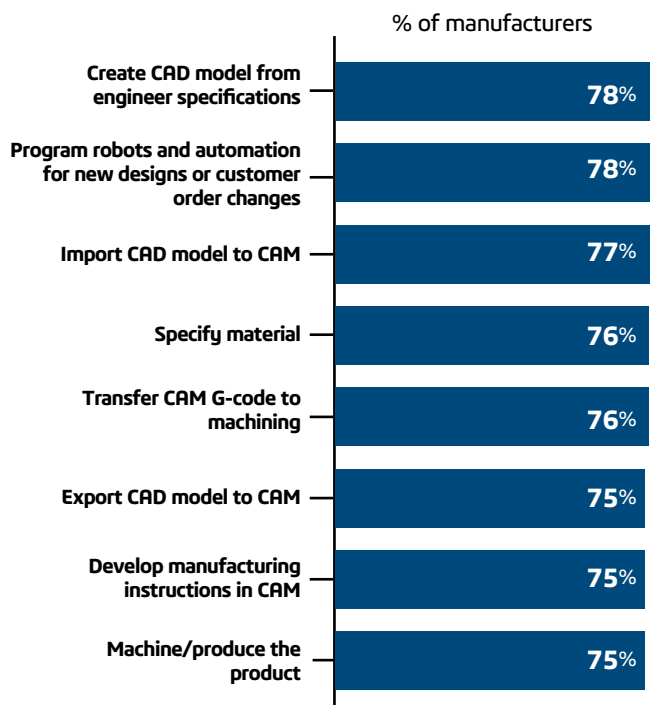 % of manufacturers
Create CAD model from
engineer specifications
78%
Program robots and automation
for new designs or customer
order changes
78%
Import CAD model to CAM
77%
Specify material
76%
Transfer CAM G-code to
machining
76%
Export CAD model to CAM
75%
Develop manufacturing
instructions in CAM
75%
Machine/produce the
product
75%